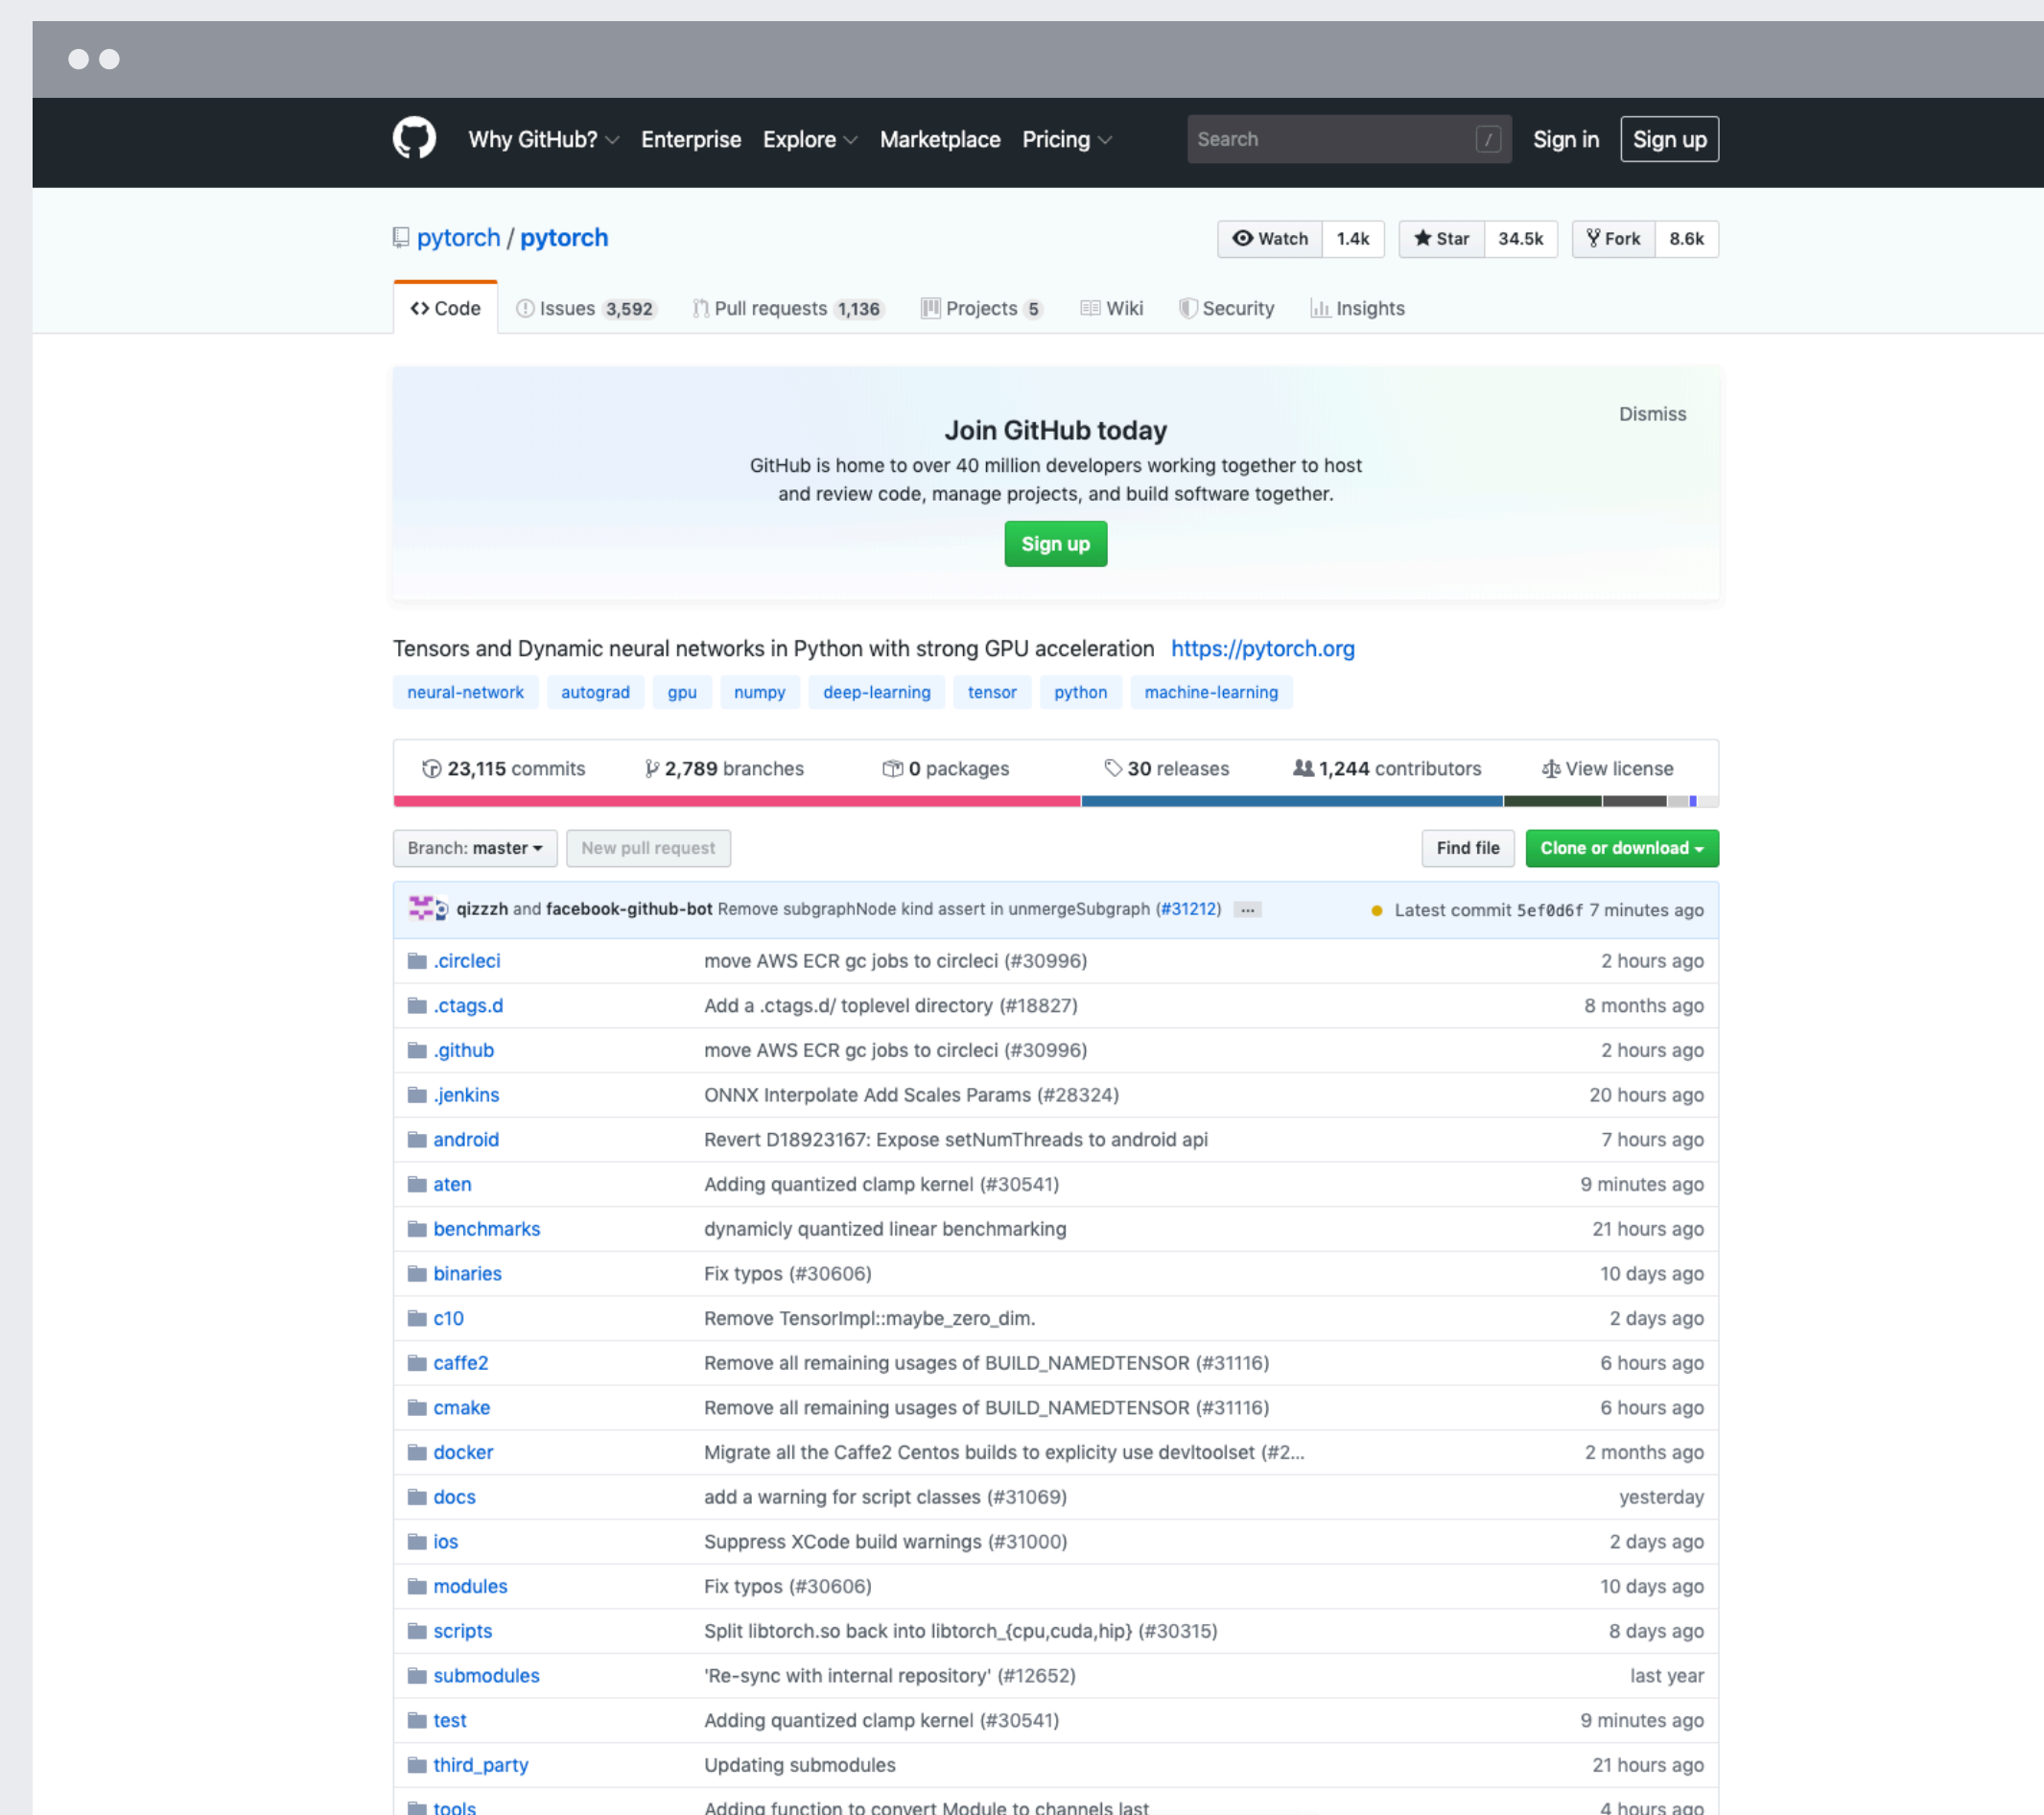 Why GitHub? Enterprise Explore Marketplace Pricing Search / Sign in Sign up
pytorch / pytorch Watch 1.4k Star 34.5k Fork 8.6k
Code Issues 3,592 Pull requests 1,136 Projects 5 Wiki Security Insights
Dismiss
Join GitHub today
GitHub is home to over 40 million developers working together to host
and review code, manage projects, and build software together.
Sign up
Tensors and Dynamic neural networks in Python with strong GPU acceleration https://pytorch.org
neural-network autograd gpu numpy deep-learning tensor python machine-learning
23,115 commits 2,789 branches 0 packages 30 releases 1,244 contributors View license
Branch: master New pull request Find file Clone or download
qizzzh and facebook-github-bot Remove subgraphNode kind assert in unmergeSubgraph (#31212) ... Latest commit 5ef0d6f 7 minutes ago
.circleci move AWS ECR gc jobs to circleci (#30996) 2 hours ago
.ctags.d Add a .ctags.d/ toplevel directory (#18827) 8 months ago
.github move AWS ECR gc jobs to circleci (#30996) 2 hours ago
.jenkins ONNX Interpolate Add Scales Params (#28324) 20 hours ago
android Revert D18923167: Expose setNumThreads to android api 7 hours ago
aten Adding quantized clamp kernel (#30541) 9 minutes ago
benchmarks dynamicly quantized linear benchmarking 21 hours ago
binaries Fix typos (#30606) 10 days ago
c10 Remove TensorImpl::maybe_zero_dim. 2 days ago
caffe2 Remove all remaining usages of BUILD_NAMEDTENSOR (#31116) 6 hours ago
cmake Remove all remaining usages of BUILD_NAMEDTENSOR (#31116) 6 hours ago
docker Migrate all the Caffe2 Centos builds to explicity use devltoolset (#2... 2 months ago
docs add a warning for script classes (#31069) yesterday
ios Suppress XCode build warnings (#31000) 2 days ago
modules Fix typos (#30606) 10 days ago
scripts Split libtorch.so back into libtorch_{cpu,cuda,hip} (#30315) 8 days ago
submodules 'Re-sync with internal repository' (#12652) last year
test Adding quantized clamp kernel (#30541) 9 minutes ago
third_party Updating submodules 21 hours ago
tools Adding function to convert Module to channels last 4 hours ago